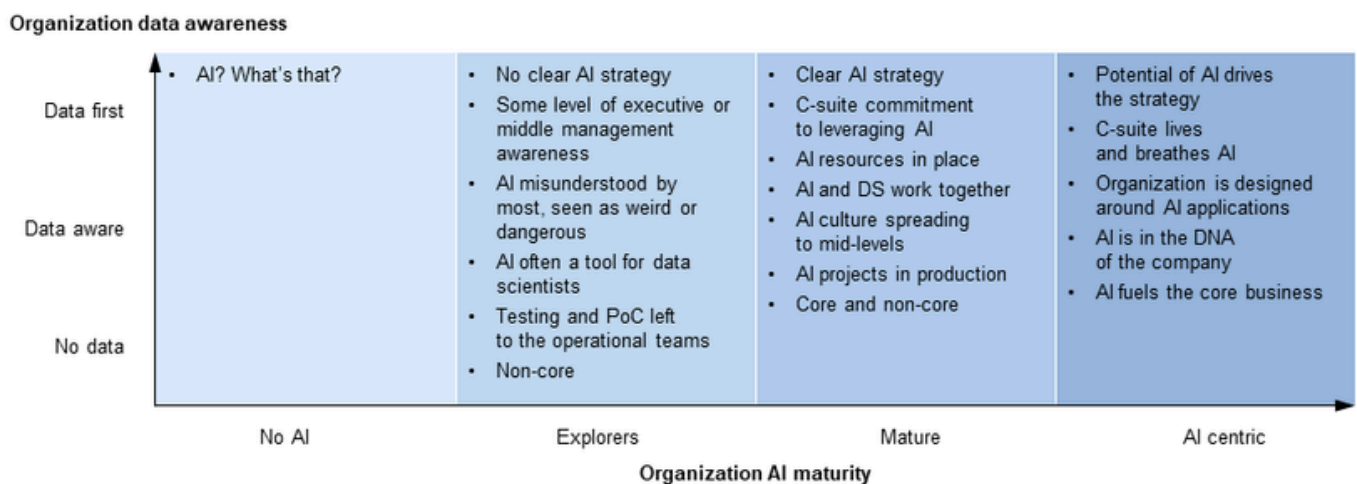 Organization data awareness
Data first
Data aware
No data
• AI? What's that?
• No clear AI strategy
• Some level of executive or
middle management
awareness
• AI misunderstood by
most, seen as weird or
dangerous
• AI often a tool for data
scientists
• Testing and PoC left
to the operational teams
• Non-core
• Clear AI strategy
• C-suite commitment
to leveraging AI
• AI resources in place
• AI and DS work together
• AI culture spreading
to mid-levels
• AI projects in production
• Core and non-core
• Potential of AI drives
the strategy
• C-suite lives
and breathes AI
• Organization is designed
around AI applications
• AI is in the DNA
of the company
• AI fuels the core business
No AI
Explorers
Mature
AI centric
Organization AI maturity